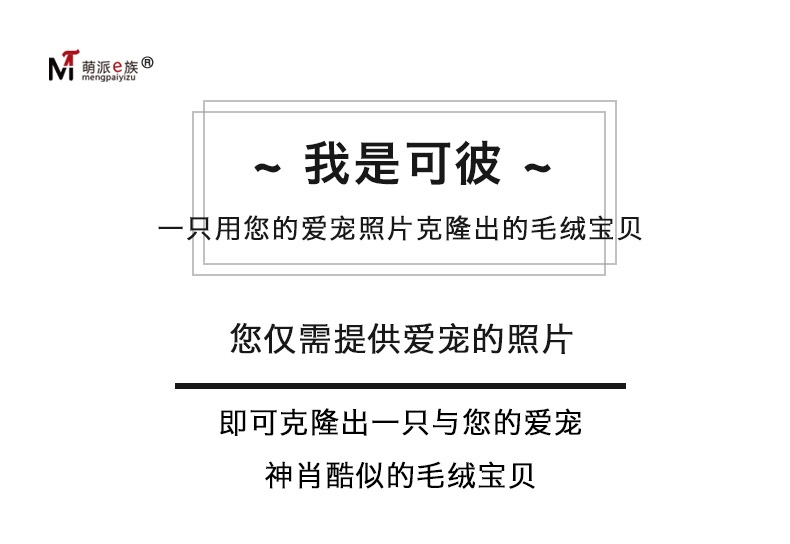 MT 萌派e族®
mengpaiyizu
~ 我是可彼 ~
一只用您的爱宠照片克隆出的毛绒宝贝
您仅需提供爱宠的照片
即可克隆出一只与您的爱宠
神肖酷似的毛绒宝贝